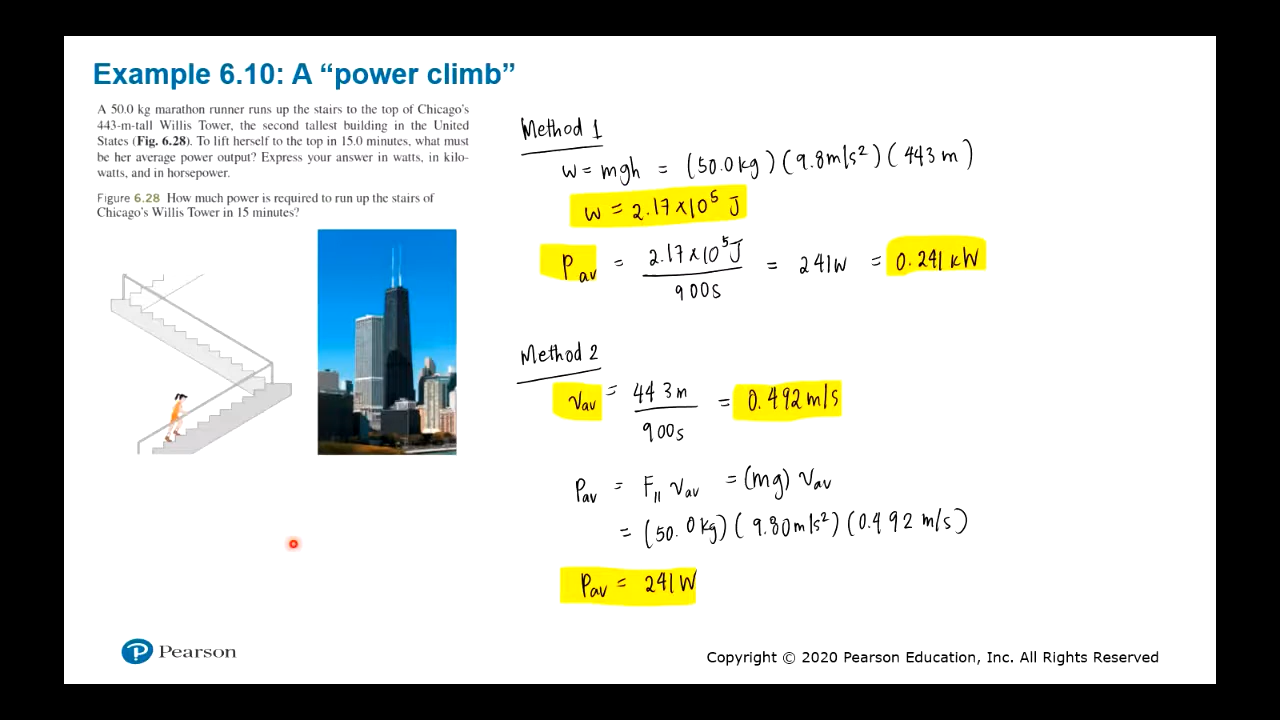 Example 6.10: A “power climb”
A 50.0 kg marathon runner runs up the stairs to the top of Chicago's
443-m-tall Willis Tower, the second tallest building in the United
States (Fig. 6.28). To lift herself to the top in 15.0 minutes, what must
be her average power output? Express your answer in watts, in kilo-
watts, and in horsepower.
Figure 6.28 How much power is required to run up the stairs of
Chicago's Willis Tower in 15 minutes?
Method 1
W = mgh = (50.0 kg)(9.8 m/s²)(443 m)
W = 2.17 × 10⁵ J
Pav = 2.17 × 10⁵ J / 900 s = 241 W = 0.241 kW
Method 2
vav = 443 m / 900 s = 0.492 m/s
Pav = F|| vav = (mg) vav
= (50.0 kg)(9.80 m/s²)(0.492 m/s)
Pav = 241 W
Pearson
Copyright © 2020 Pearson Education, Inc. All Rights Reserved